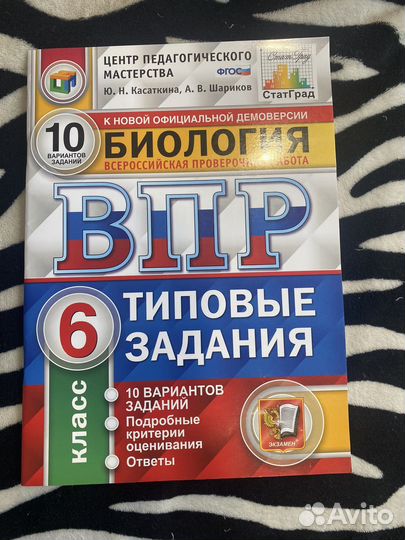 ЦЕНТР ПЕДАГОГИЧЕСКОГО
МАСТЕРСТВА
ФГОС
Ю. Н. Касаткина, А. В. Шариков
СтатГрад
СтатГрад
К НОВОЙ ОФИЦИАЛЬНОЙ ДЕМОВЕРСИИ
10
ВАРИАНТОВ
ЗАДАНИЙ
БИОЛОГИЯ
ВСЕРОССИЙСКАЯ ПРОВЕРОЧНАЯ РАБОТА
ВПР
6
класс
ТИПОВЫЕ
ЗАДАНИЯ
10 ВАРИАНТОВ
ЗАДАНИЙ
Подробные
критерии
оценивания
Ответы
ЭКЗАМЕН
Avito